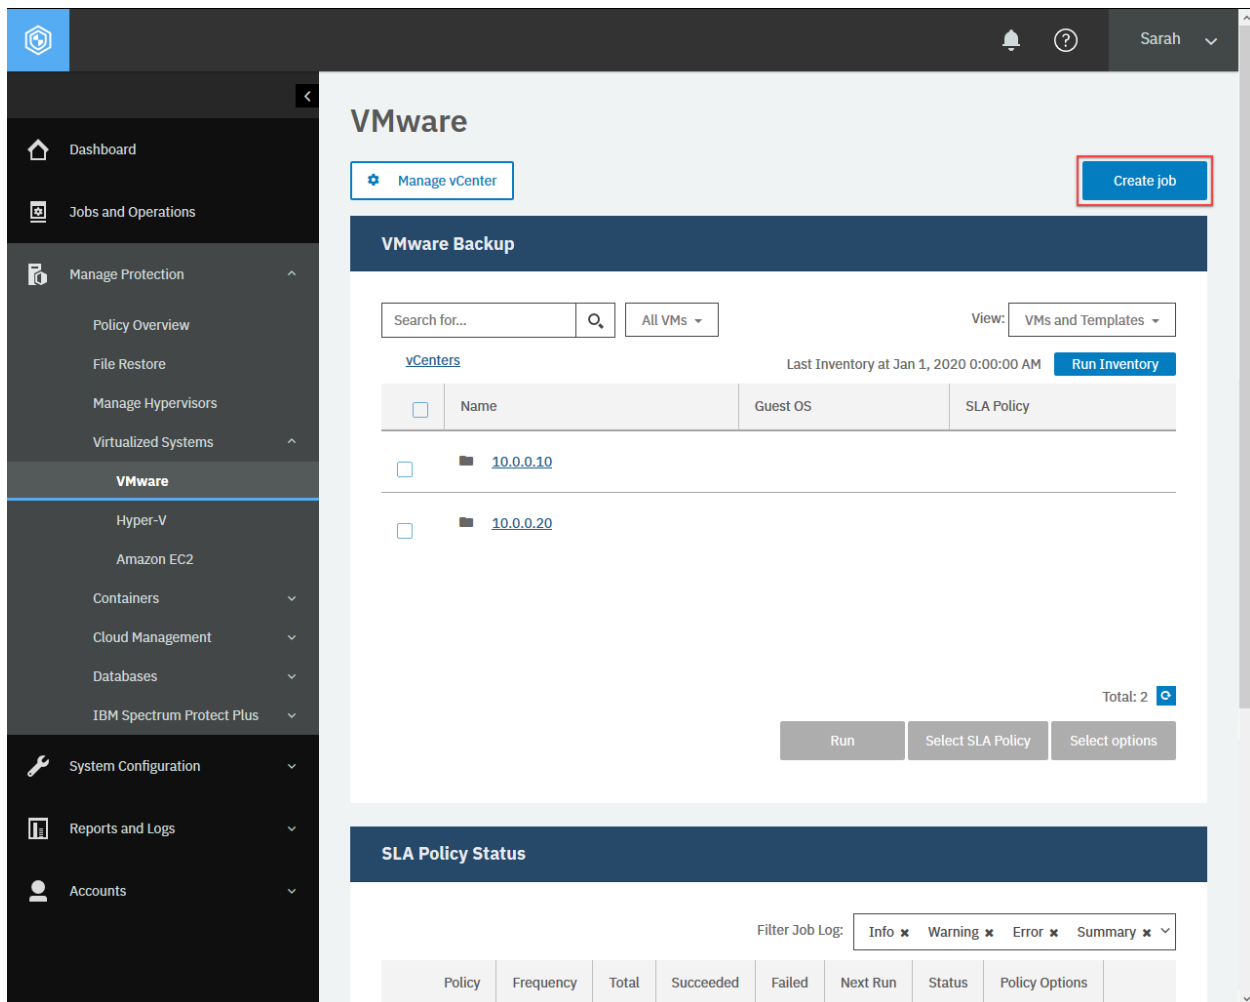 Sarah
Dashboard
Jobs and Operations
Manage Protection
Policy Overview
File Restore
Manage Hypervisors
Virtualized Systems
VMware
Hyper-V
Amazon EC2
Containers
Cloud Management
Databases
IBM Spectrum Protect Plus
System Configuration
Reports and Logs
Accounts
VMware
Manage vCenter
Create job
VMware Backup
Search for...
All VMs
View: VMs and Templates
vCenters
Last Inventory at Jan 1, 2020 0:00:00 AM Run Inventory
Name Guest OS SLA Policy
10.0.0.10
10.0.0.20
Total: 2
Run Select SLA Policy Select options
SLA Policy Status
Filter Job Log: Info × Warning × Error × Summary ×
Policy Frequency Total Succeeded Failed Next Run Status Policy Options